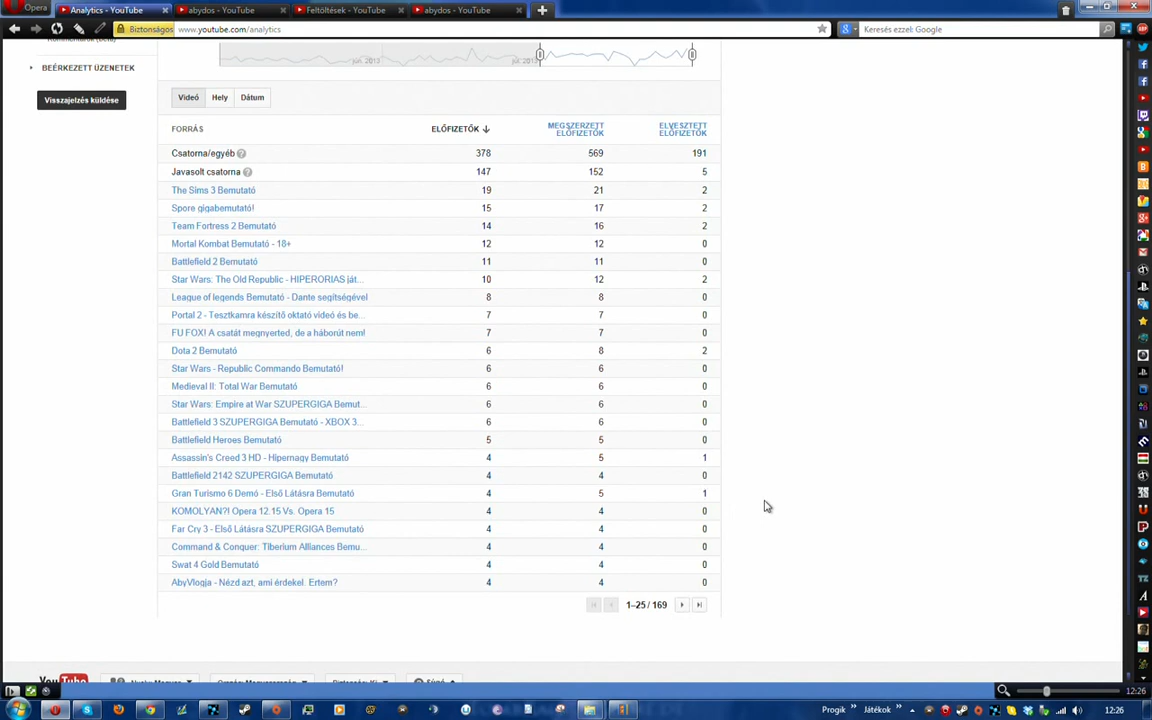 Opera
Analytics - YouTube
abydos - YouTube
Feltöltések - YouTube
abydos - YouTube
Biztonságos www.youtube.com/analytics
Keresés ezzel: Google
BEÉRKEZETT ÜZENETEK
Visszajelzés küldése
jún. 2013
júl. 2013
Videó Hely Dátum
FORRÁS ELŐFIZETŐK MEGSZERZETT ELŐFIZETŐK ELVESZTETT ELŐFIZETŐK
Csatorna/egyéb 378 569 191
Javasolt csatorna 147 152 5
The Sims 3 Bemutató 19 21 2
Spore gigabemutató! 15 17 2
Team Fortress 2 Bemutató 14 16 2
Mortal Kombat Bemutató - 18+ 12 12 0
Battlefield 2 Bemutató 11 11 0
Star Wars: The Old Republic - HIPERORIAS ját... 10 12 2
League of legends Bemutató - Dante segítségével 8 8 0
Portal 2 - Tesztkamra készítő oktató videó és be... 7 7 0
FU FOX! A csatát megnyerted, de a háborút nem! 7 7 0
Dota 2 Bemutató 6 8 2
Star Wars - Republic Commando Bemutató! 6 6 0
Medieval II: Total War Bemutató 6 6 0
Star Wars: Empire at War SZUPERGIGA Bemut... 6 6 0
Battlefield 3 SZUPERGIGA Bemutató - XBOX 3... 6 6 0
Battlefield Heroes Bemutató 5 5 0
Assassin's Creed 3 HD - Hipernagy Bemutató 4 5 1
Battlefield 2142 SZUPERGIGA Bemutató 4 4 0
Gran Turismo 6 Demó - Első Látásra Bemutató 4 5 1
KOMOLYAN?! Opera 12.15 Vs. Opera 15 4 4 0
Far Cry 3 - Első Látásra SZUPERGIGA Bemutató 4 4 0
Command & Conquer: Tiberium Alliances Bemu... 4 4 0
Swat 4 Gold Bemutató 4 4 0
AbyVlogja - Nézd azt, ami érdekel. Értem? 4 4 0
1–25 / 169
12:26
Progik » Játékok » 12:26